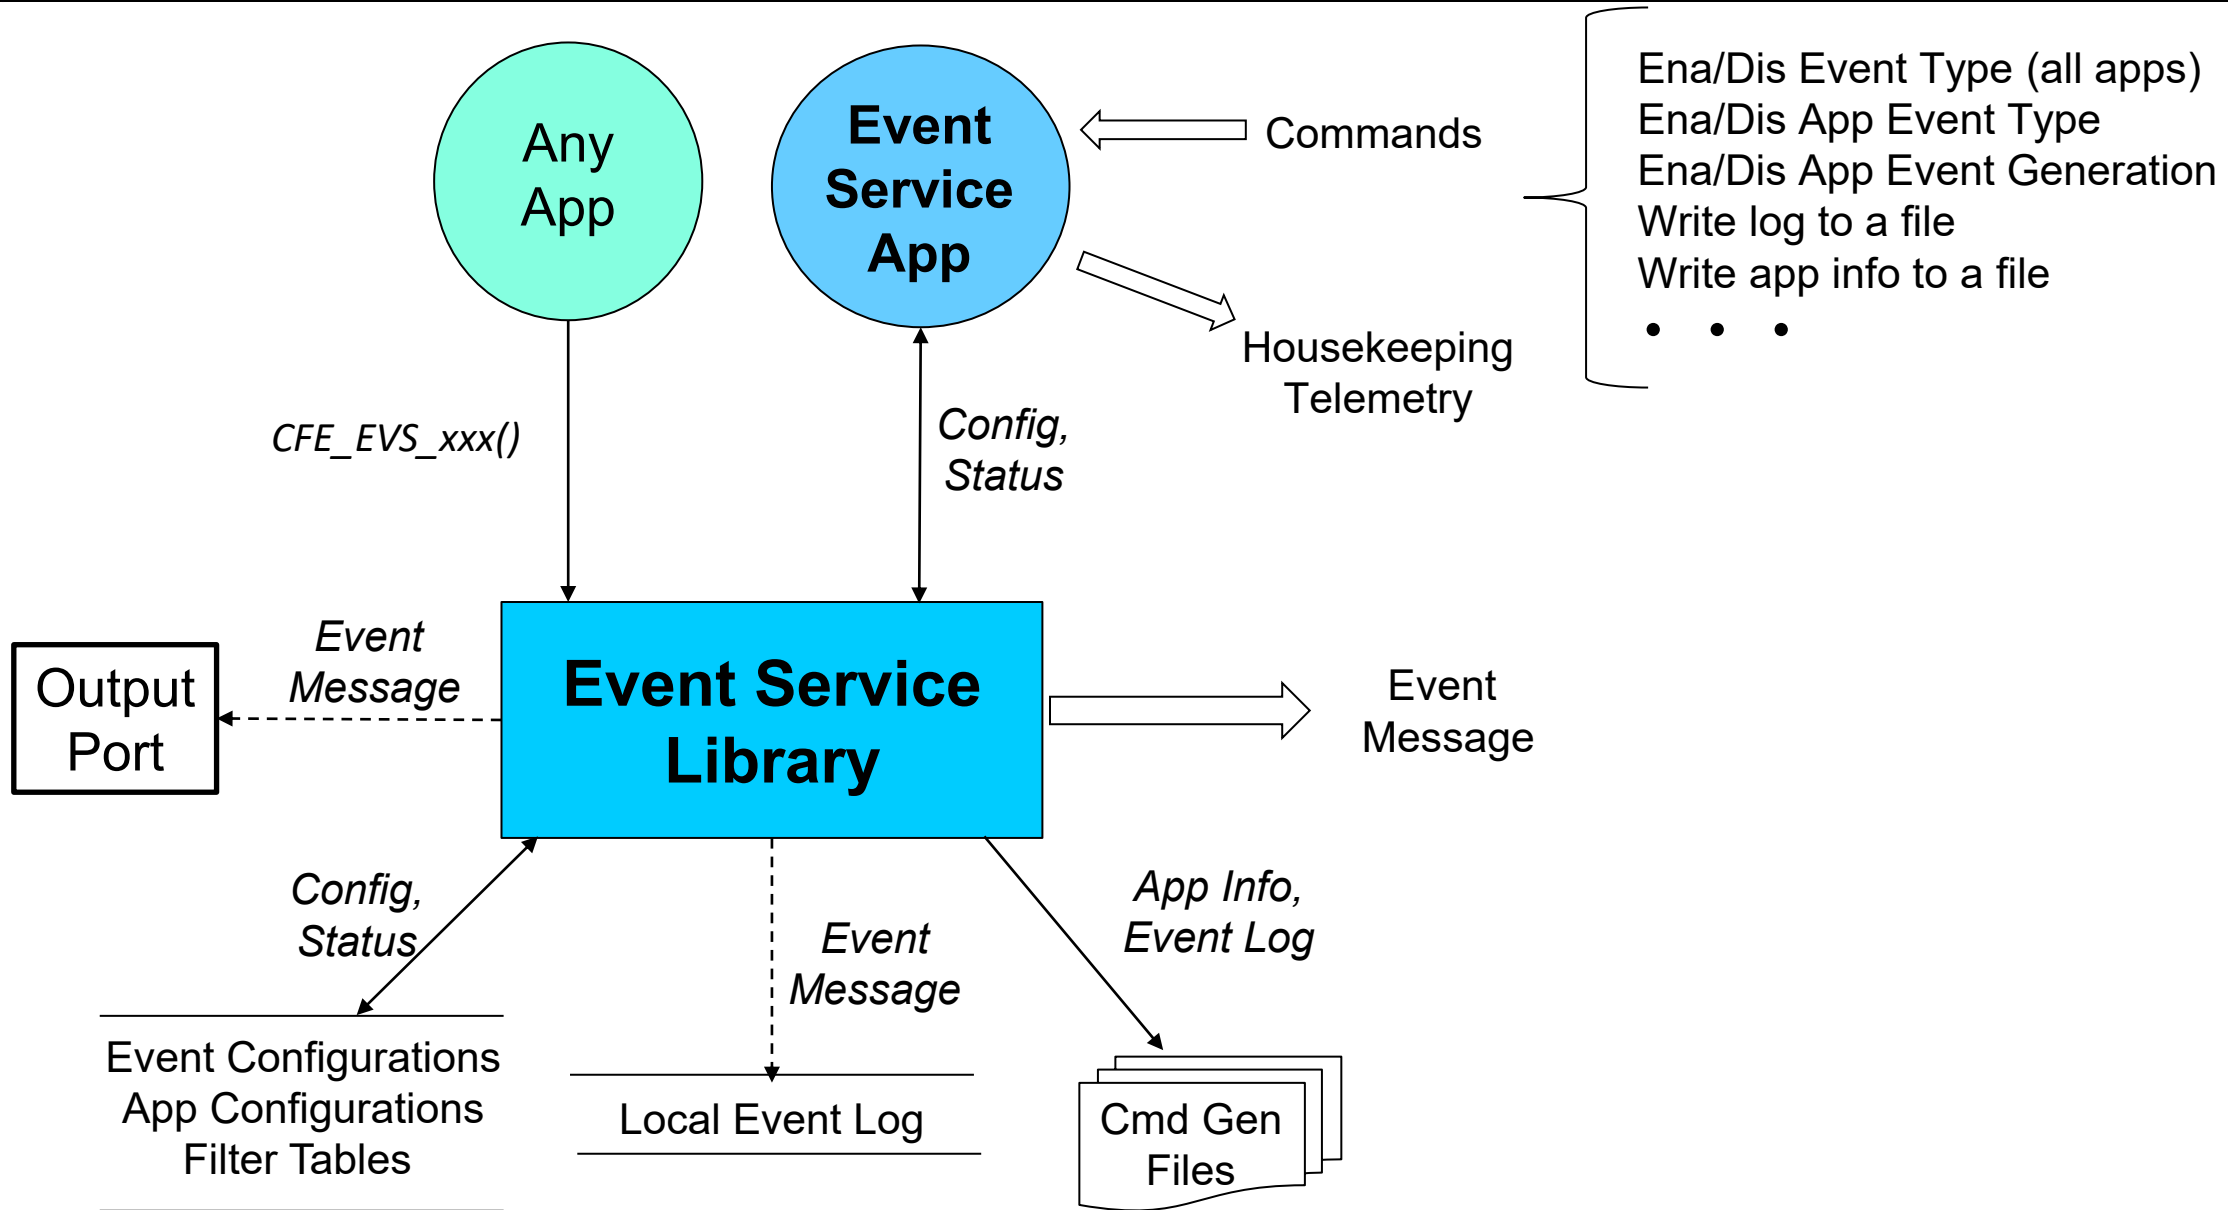 Any
App
Event
Service
App
Commands
Housekeeping
Telemetry
Ena/Dis Event Type (all apps)
Ena/Dis App Event Type
Ena/Dis App Event Generation
Write log to a file
Write app info to a file
• • •
CFE_EVS_xxx()
Config,
Status
Output
Port
Event
Message
Event Service
Library
Event
Message
Config,
Status
Event
Message
App Info,
Event Log
Event Configurations
App Configurations
Filter Tables
Local Event Log
Cmd Gen
Files